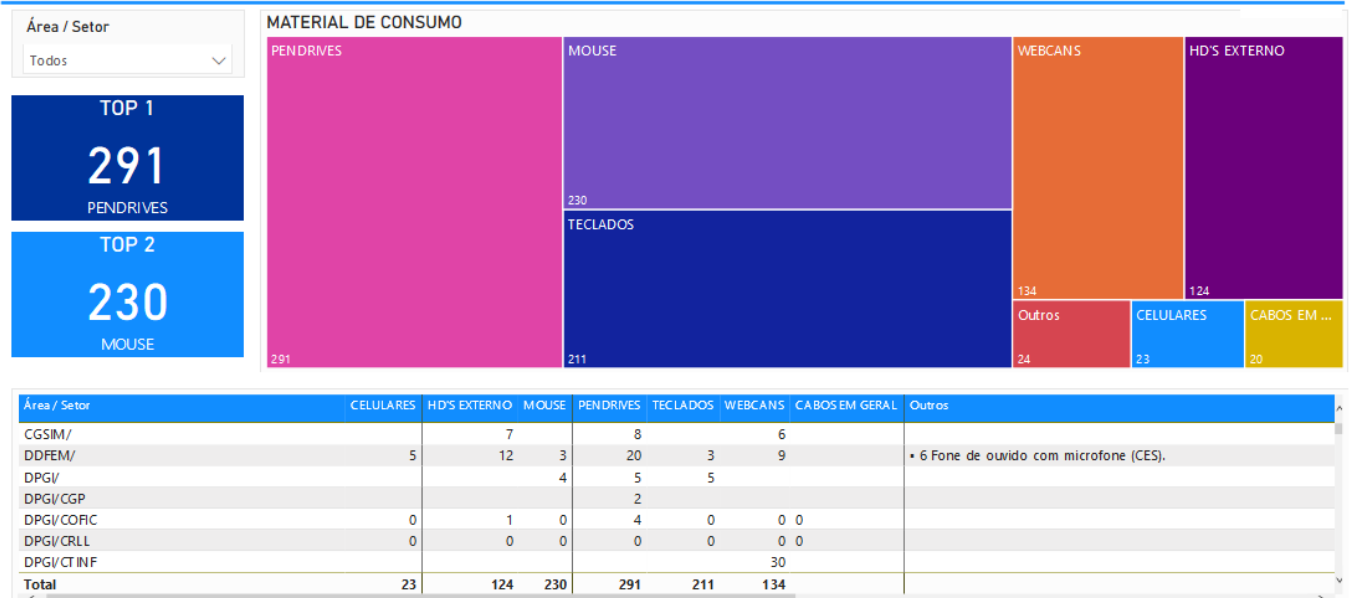 Área / Setor
Todos
TOP 1
291
PENDRIVES
TOP 2
230
MOUSE
MATERIAL DE CONSUMO
PENDRIVES
291
MOUSE
230
TECLADOS
211
WEBCANS
134
HD'S EXTERNO
124
Outros
24
CELULARES
23
CABOS EM ...
20
Área / Setor CELULARES HD'S EXTERNO MOUSE PENDRIVES TECLADOS WEBCANS CABOS EM GERAL Outros
CGSIM/ 7 8 6
DDFEM/ 5 12 3 20 3 9 • 6 Fone de ouvido com microfone (CES).
DPGI/ 4 5 5
DPGI/CGP 2
DPGI/COFIC 0 1 0 4 0 0 0
DPGI/CRLL 0 0 0 0 0 0 0
DPGI/CTINF 30
Total 23 124 230 291 211 134